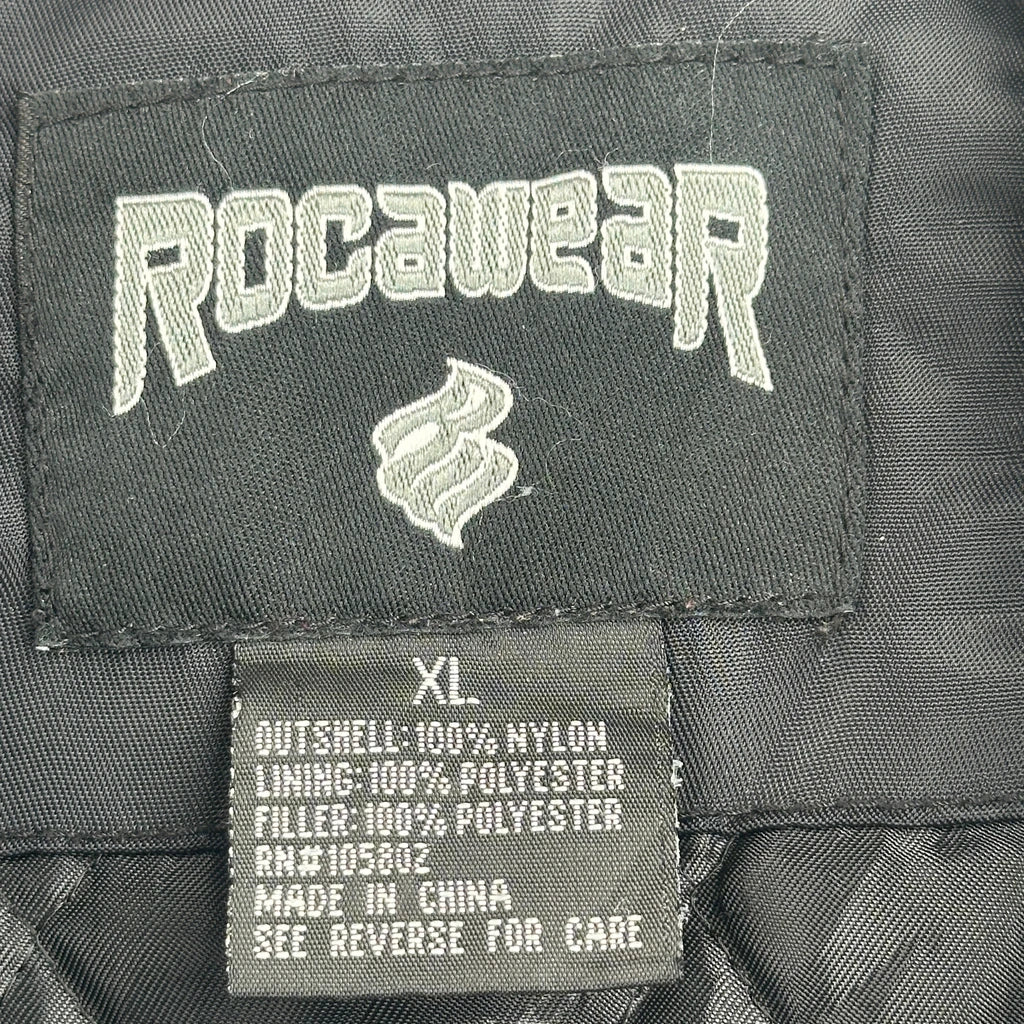 ROCAWEAR
XL
OUTSHELL: 100% NYLON
LINING: 100% POLYESTER
FILLER: 100% POLYESTER
RN# 105802
MADE IN CHINA
SEE REVERSE FOR CARE